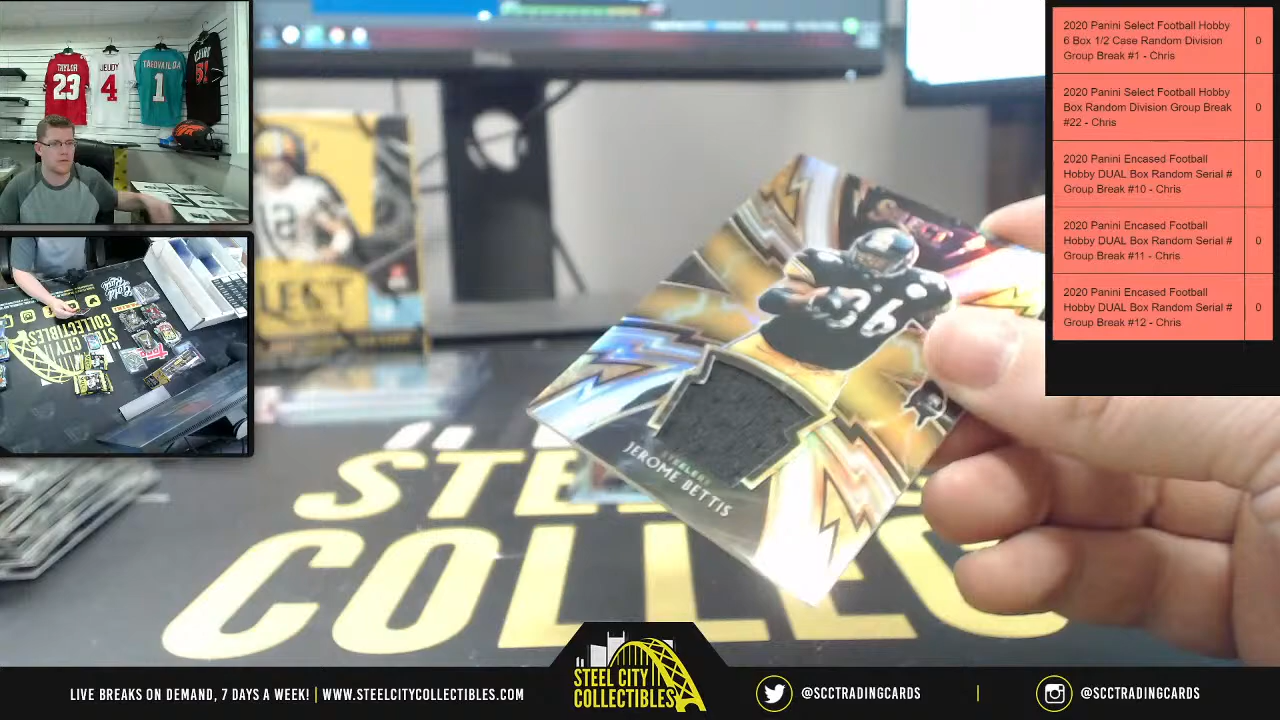 TAYLOR
23
JEUDY
4
TAGOVAILOA
1
51
2020 Panini Select Football Hobby
6 Box 1/2 Case Random Division
Group Break #1 - Chris
0
2020 Panini Select Football Hobby
Box Random Division Group Break
#22 - Chris
0
2020 Panini Encased Football
Hobby DUAL Box Random Serial #
Group Break #10 - Chris
0
2020 Panini Encased Football
Hobby DUAL Box Random Serial #
Group Break #11 - Chris
0
2020 Panini Encased Football
Hobby DUAL Box Random Serial #
Group Break #12 - Chris
0
12
36
STEELERS
JEROME BETTIS
COLLECTIBLES
STE
COLLEC
STEEL CITY
COLLECTIBLES
LIVE BREAKS ON DEMAND, 7 DAYS A WEEK! | WWW.STEELCITYCOLLECTIBLES.COM
@SCCTRADINGCARDS | @SCCTRADINGCARDS